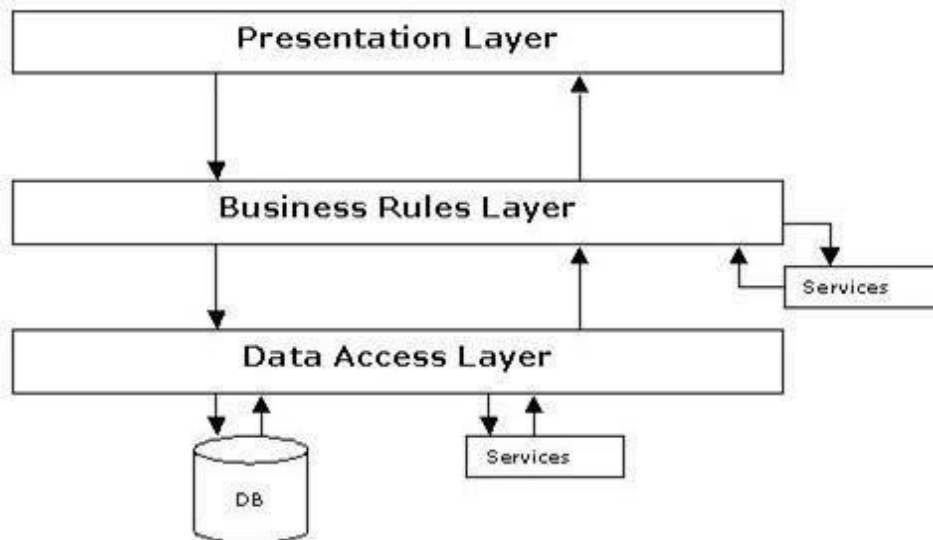 Presentation Layer
Business Rules Layer
Services
Data Access Layer
Services
DB